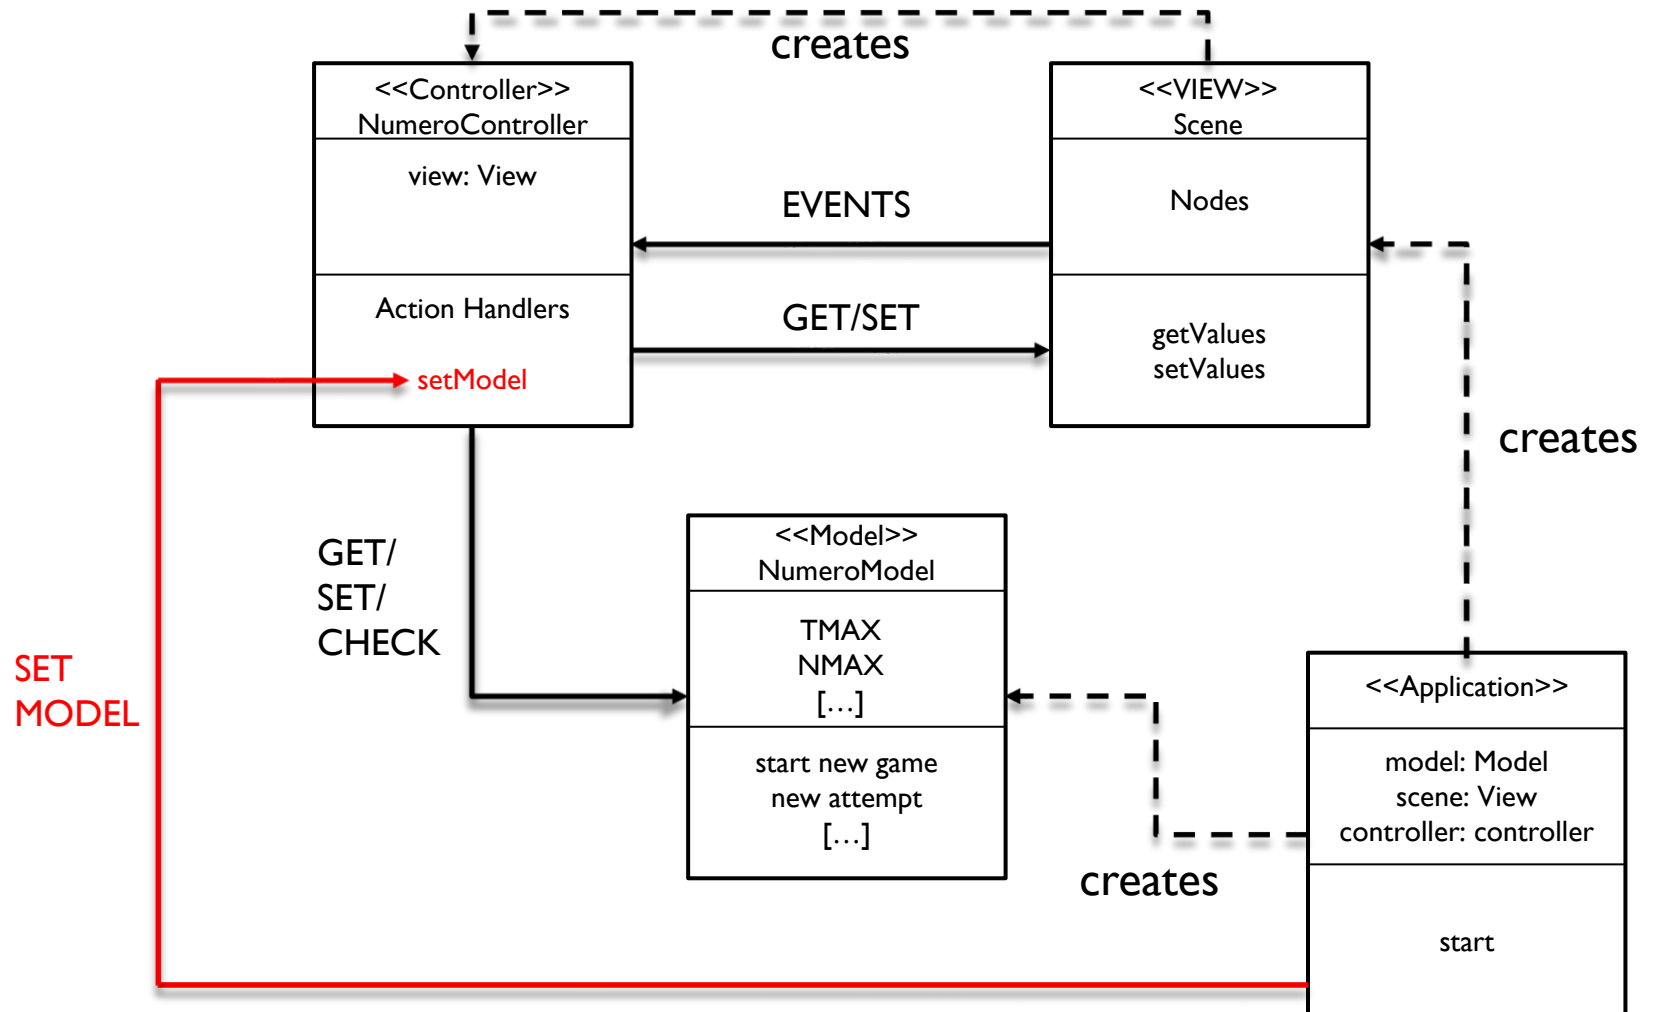 creates
<<Controller>>
NumeroController
view: View
Action Handlers
setModel
EVENTS
GET/SET
<<VIEW>>
Scene
Nodes
getValues
setValues
creates
GET/
SET/
CHECK
SET
MODEL
<<Model>>
NumeroModel
TMAX
NMAX
[…]
start new game
new attempt
[…]
creates
<<Application>>
model: Model
scene: View
controller: controller
start